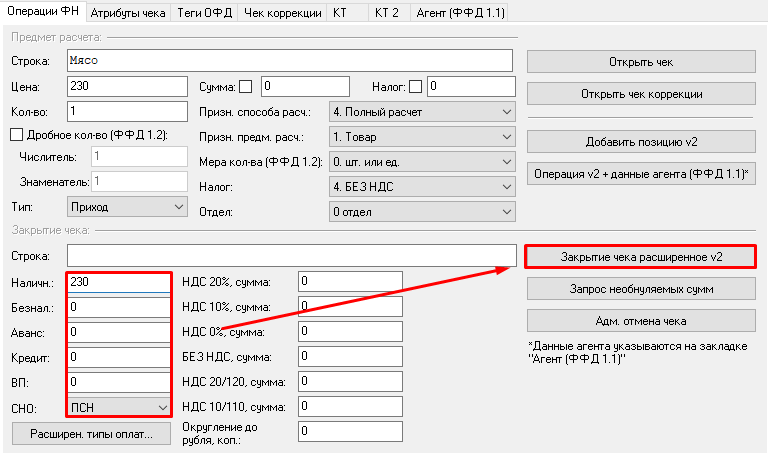 Операции ФН Атрибуты чека Теги ОФД Чек коррекции КТ КТ 2 Агент (ФФД 1.1)
Предмет расчета:
Строка: Мясо
Открыть чек
Цена: 230 Сумма: 0 Налог: 0
Открыть чек коррекции
Кол-во: 1 Призн. способа расч.: 4. Полный расчет
Дробное кол-во (ФФД 1.2): Призн. предм. расч.: 1. Товар
Добавить позицию v2
Числитель: 1 Мера кол-ва (ФФД 1.2): 0. шт. или ед.
Операция v2 + данные агента (ФФД 1.1)*
Знаменатель: 1 Налог: 4. БЕЗ НДС
Тип: Приход Отдел: 0 отдел
Закрытие чека:
Строка:
Закрытие чека расширенное v2
Наличн.: 230 НДС 20%, сумма: 0
Запрос необнуляемых сумм
Безнал.: 0 НДС 10%, сумма: 0
Аванс: 0 НДС 0%, сумма: 0
Адм. отмена чека
Кредит: 0 БЕЗ НДС, сумма: 0
*Данные агента указываются на закладке
"Агент (ФФД 1.1)"
ВП: 0 НДС 20/120, сумма: 0
СНО: ПСН НДС 10/110, сумма: 0
Расширен. типы оплат... Округление до
рубля, коп.: 0